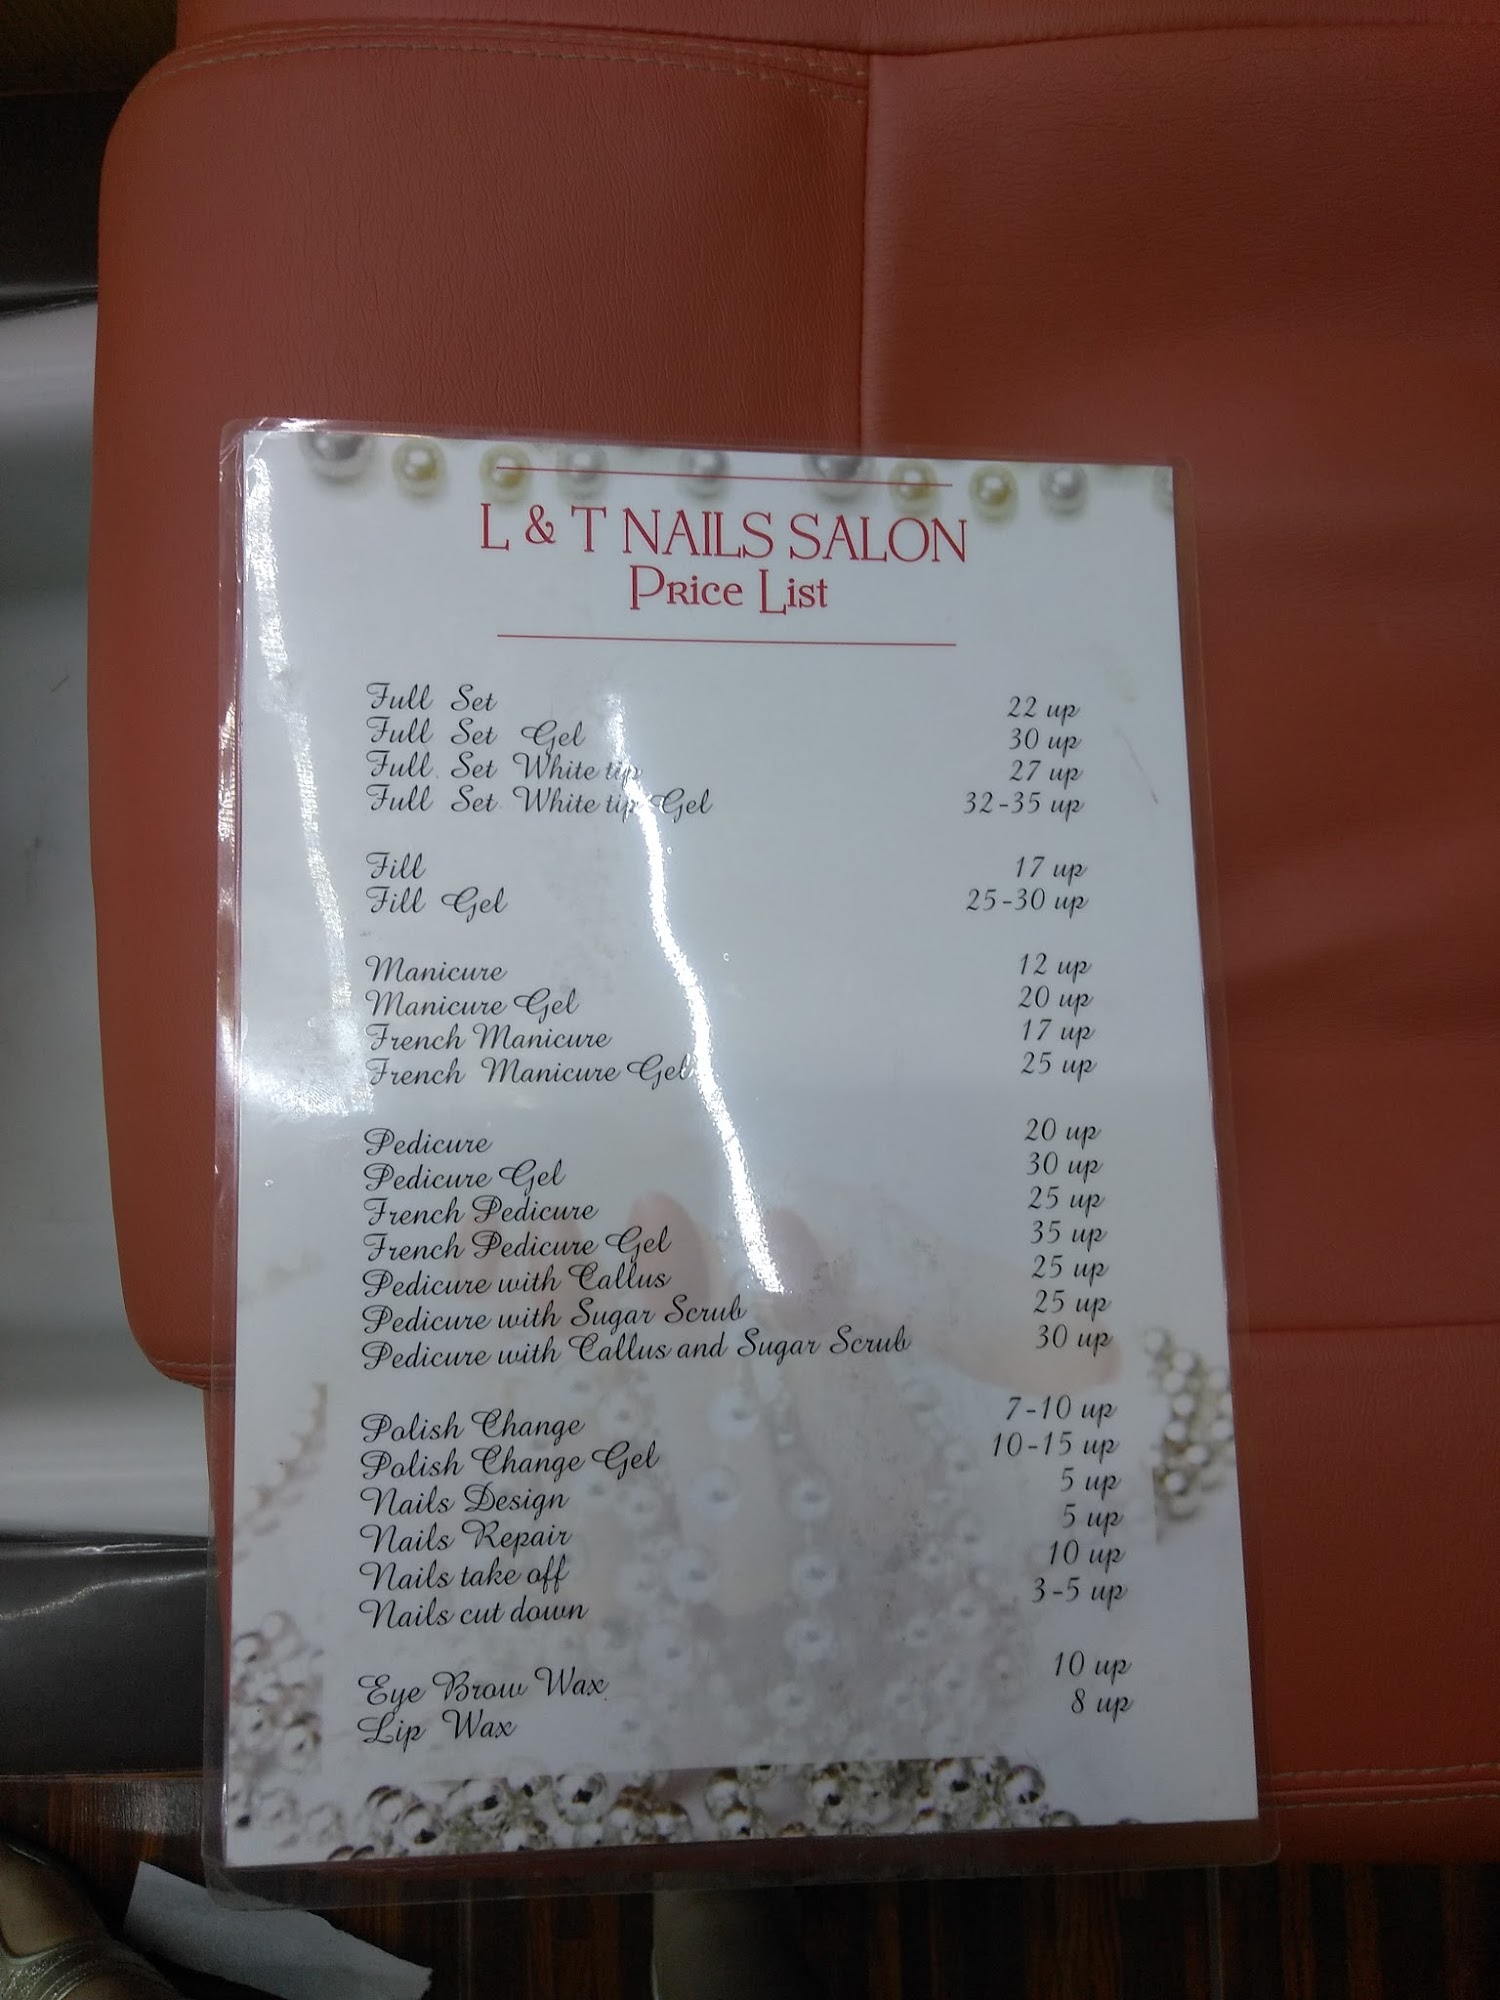 L & T NAILS SALON
Price List
Full Set 22 up
Full Set Gel 30 up
Full Set White tip 27 up
Full Set White tip Gel 32-35 up
Fill 17 up
Fill Gel 25-30 up
Manicure 12 up
Manicure Gel 20 up
French Manicure 17 up
French Manicure Gel 25 up
Pedicure 20 up
Pedicure Gel 30 up
French Pedicure 25 up
French Pedicure Gel 35 up
Pedicure with Callus 25 up
Pedicure with Sugar Scrub 25 up
Pedicure with Callus and Sugar Scrub 30 up
Polish Change 7-10 up
Polish Change Gel 10-15 up
Nails Design 5 up
Nails Repair 5 up
Nails take off 10 up
Nails cut down 3-5 up
Eye Brow Wax 10 up
Lip Wax 8 up